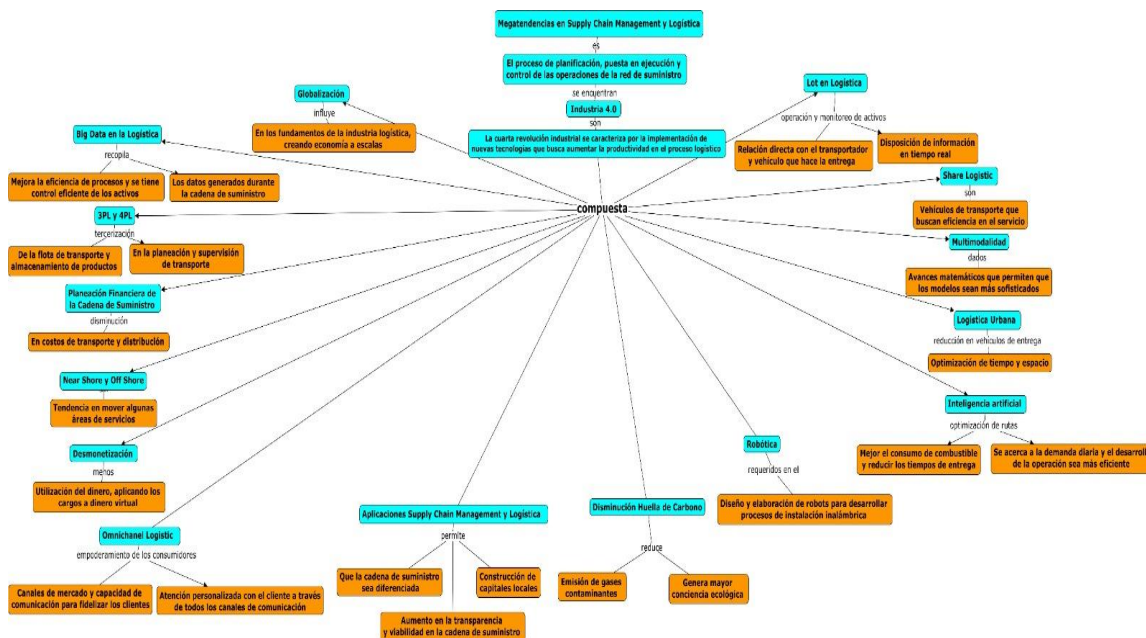 Megatendencias en Supply Chain Management y Logística
es
El proceso de planificación, puesta en ejecución y
control de las operaciones de la red de suministro
se encuentran
Industria 4.0
són
La cuarta revolución industrial se caracteriza por la implementación de
nuevas tecnologías que busca aumentar la productividad en el proceso logístico
compuesta
Globalización
influye
En los fundamentos de la industria logística,
creando economía a escalas
Big Data en la Logística
recopila
Mejora la eficiencia de procesos y se tiene
control eficiente de los activos
Los datos generados durante
la cadena de suministro
3PL y 4PL
tercerización
De la flota de transporte y
almacenamiento de productos
En la planeación y supervisión
de transporte
Planeación Financiera de
la Cadena de Suministro
disminución
En costos de transporte y distribución
Near Shore y Off Shore
Tendencia en mover algunas
áreas de servicios
Desmonetización
menos
Utilización del dinero, aplicando los
cargos a dinero virtual
Omnichanel Logistic
empoderamiento de los consumidores
Canales de mercado y capacidad de
comunicación para fidelizar los clientes
Atención personalizada con el cliente a través
de todos los canales de comunicación
Aplicaciones Supply Chain Management y Logística
permite
Que la cadena de suministro
sea diferenciada
Aumento en la transparencia
y viabilidad en la cadena de suministro
Construcción de
capitales locales
Disminución Huella de Carbono
reduce
Emisión de gases
contaminantes
Genera mayor
conciencia ecológica
Robótica
requeridos en el
Diseño y elaboración de robots para desarrollar
procesos de instalación inalámbrica
Inteligencia artificial
optimización de rutas
Mejor el consumo de combustible
y reducir los tiempos de entrega
Se acerca a la demanda diaria y el desarroll
de la operación sea más eficiente
Logística Urbana
reducción en vehículos de entrega
Optimización de tiempo y espacio
Multimodalidad
dados
Avances matemáticos que permiten que
los modelos sean más sofisticados
Share Logistic
són
Vehículos de transporte que
buscan eficiencia en el servicio
Lot en Logística
operación y monitoreo de activos
Relación directa con el transportador
y vehículo que hace la entrega
Disposición de información
en tiempo real